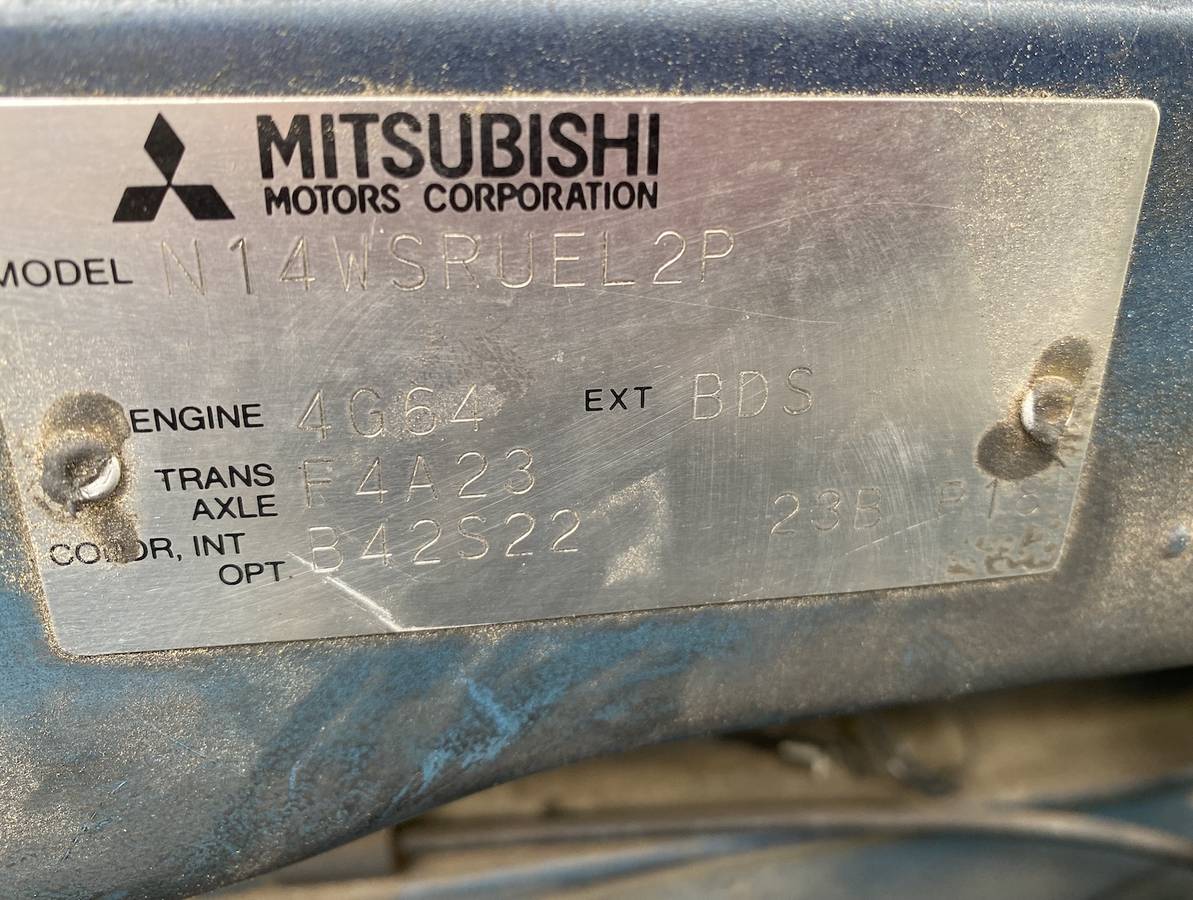 MITSUBISHI
MOTORS CORPORATION
MODEL N14WSRUEL2P
ENGINE 4G64 EXT BDS
TRANS AXLE F4A23
COLOR, INT OPT. B42S22 23B